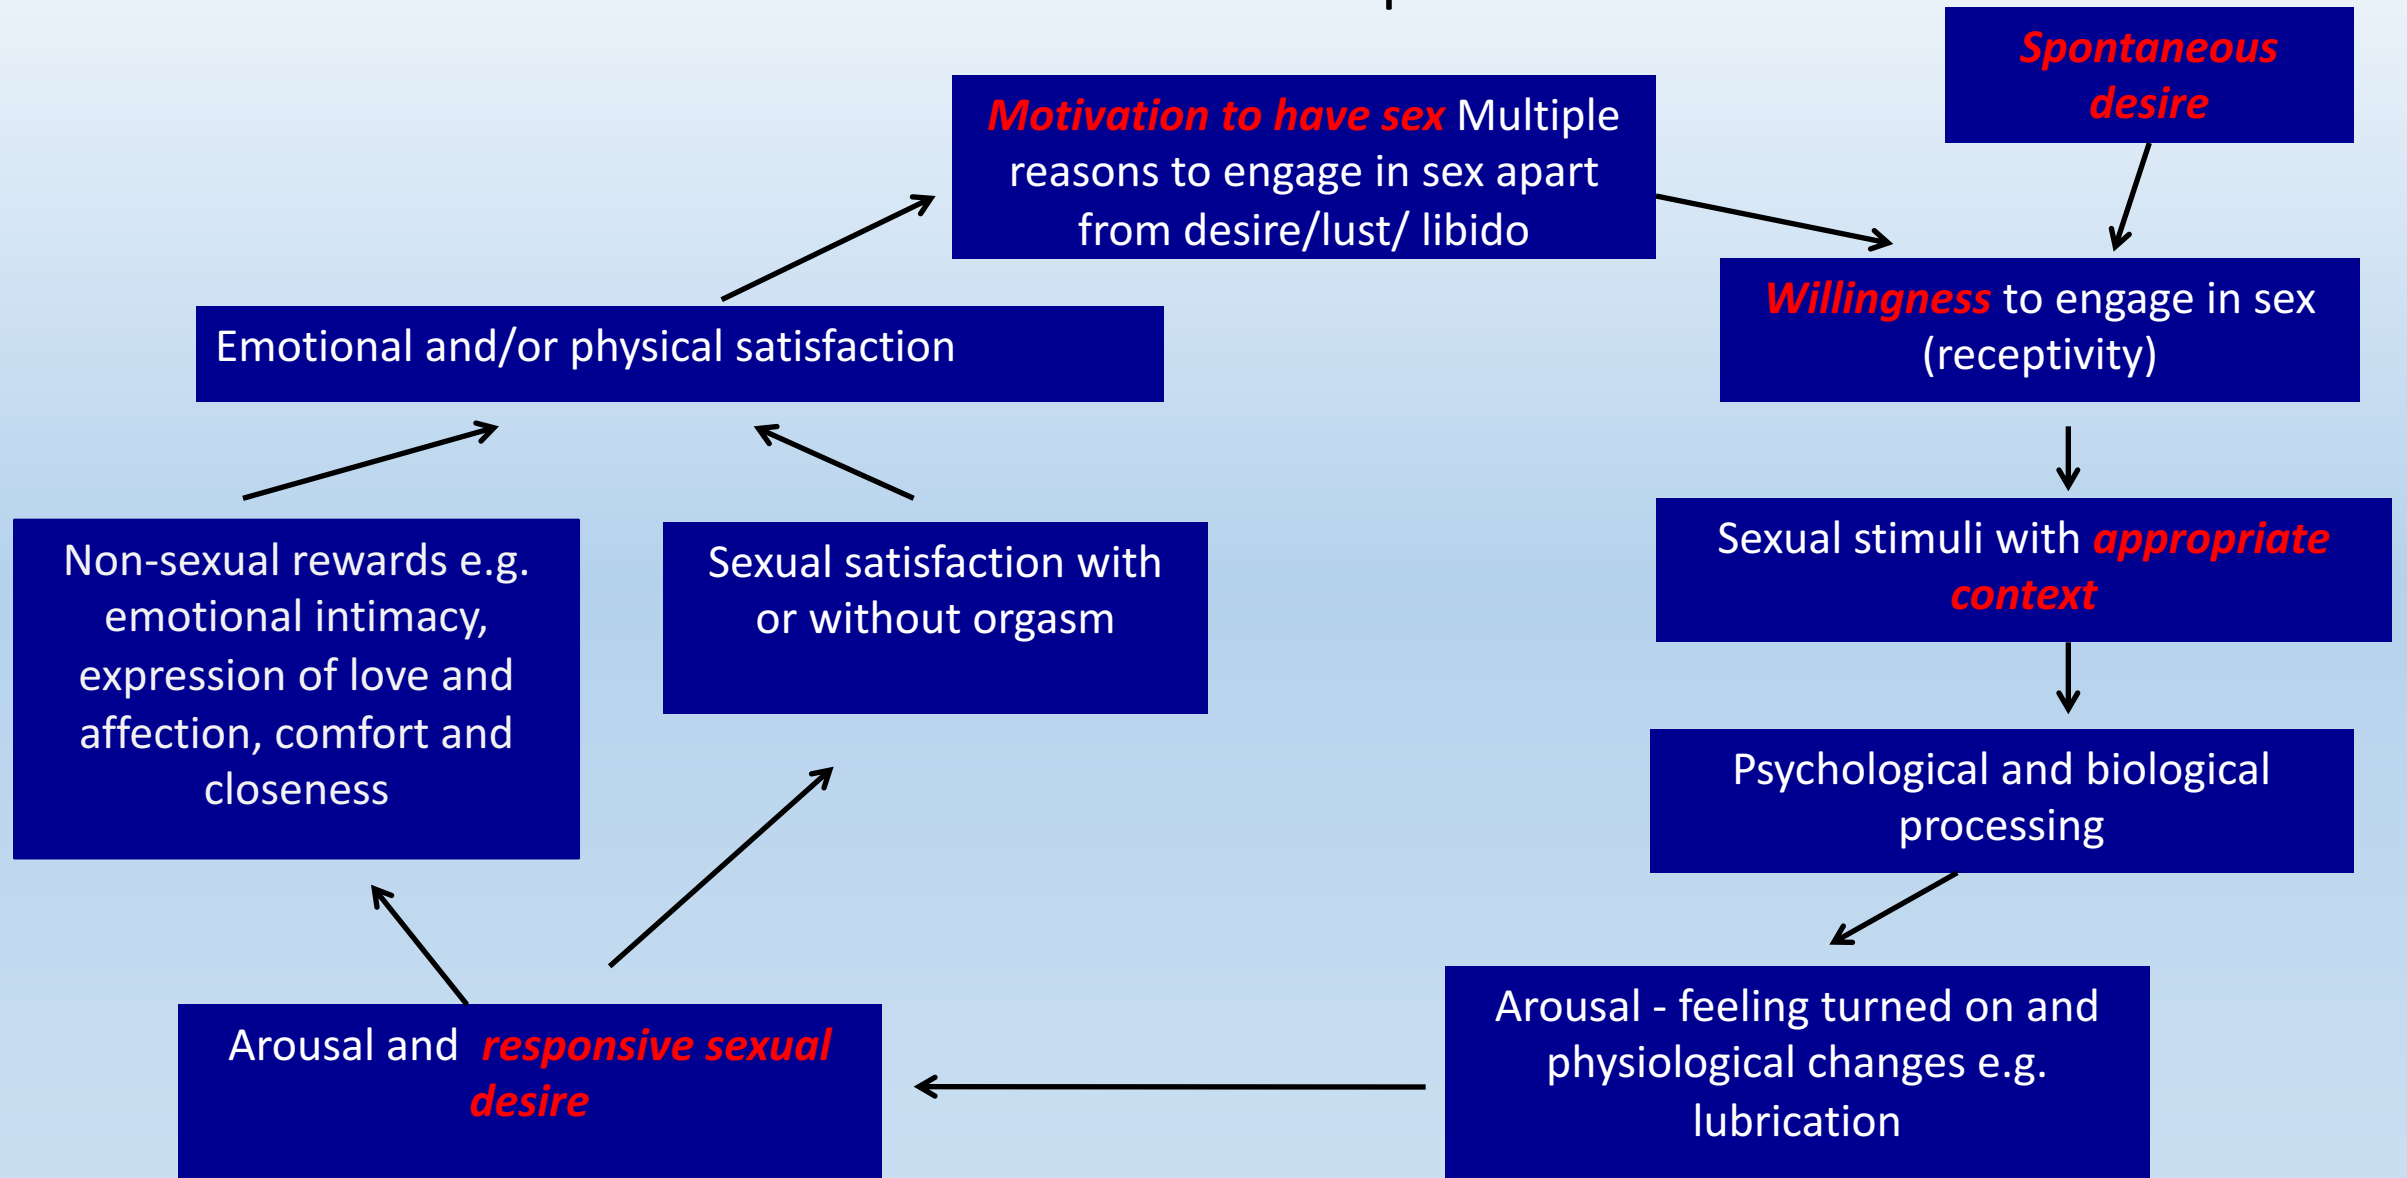 Spontaneous
desire
Motivation to have sex Multiple
reasons to engage in sex apart
from desire/lust/ libido
Willingness to engage in sex
(receptivity)
Emotional and/or physical satisfaction
Sexual stimuli with appropriate
context
Non-sexual rewards e.g.
emotional intimacy,
expression of love and
affection, comfort and
closeness
Sexual satisfaction with
or without orgasm
Psychological and biological
processing
Arousal - feeling turned on and
physiological changes e.g.
lubrication
Arousal and  responsive sexual
desire